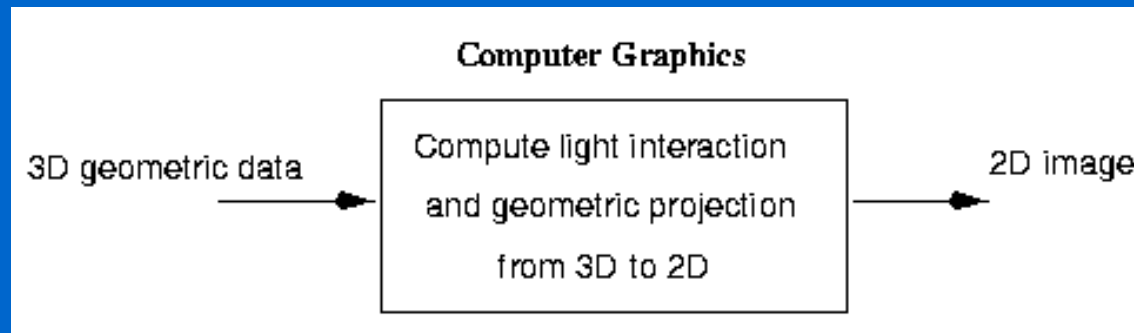 Computer Graphics
3D geometric data
Compute light interaction
and geometric projection
from 3D to 2D
2D image